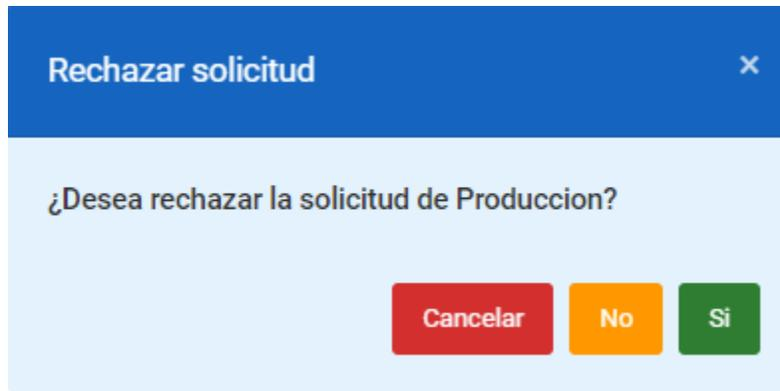 Rechazar solicitud ×
¿Desea rechazar la solicitud de Produccion?
Cancelar No Si